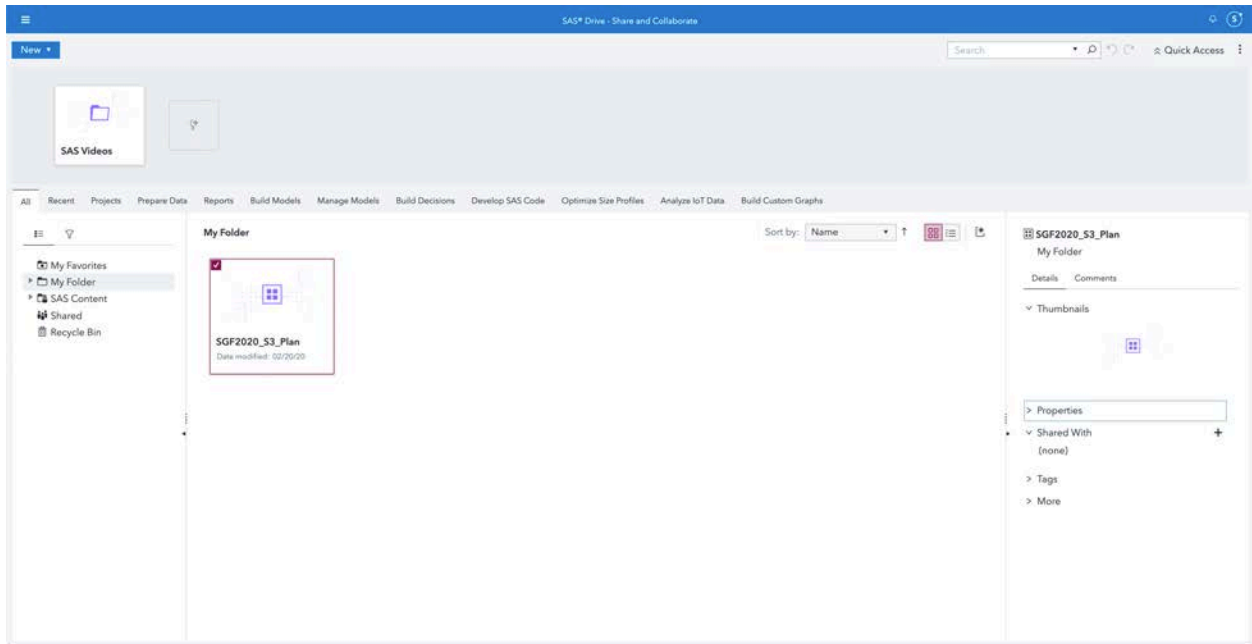 SAS® Drive - Share and Collaborate
S
New
Search
Quick Access
SAS Videos
All Recent Projects Prepare Data Reports Build Models Manage Models Build Decisions Develop SAS Code Optimize Size Profiles Analyze IoT Data Build Custom Graphs
My Favorites
My Folder
SAS Content
Shared
Recycle Bin
My Folder
Sort by: Name
SGF2020_S3_Plan
Date modified: 02/20/20
SGF2020_S3_Plan
My Folder
Details Comments
Thumbnails
Properties
Shared With
(none)
Tags
More